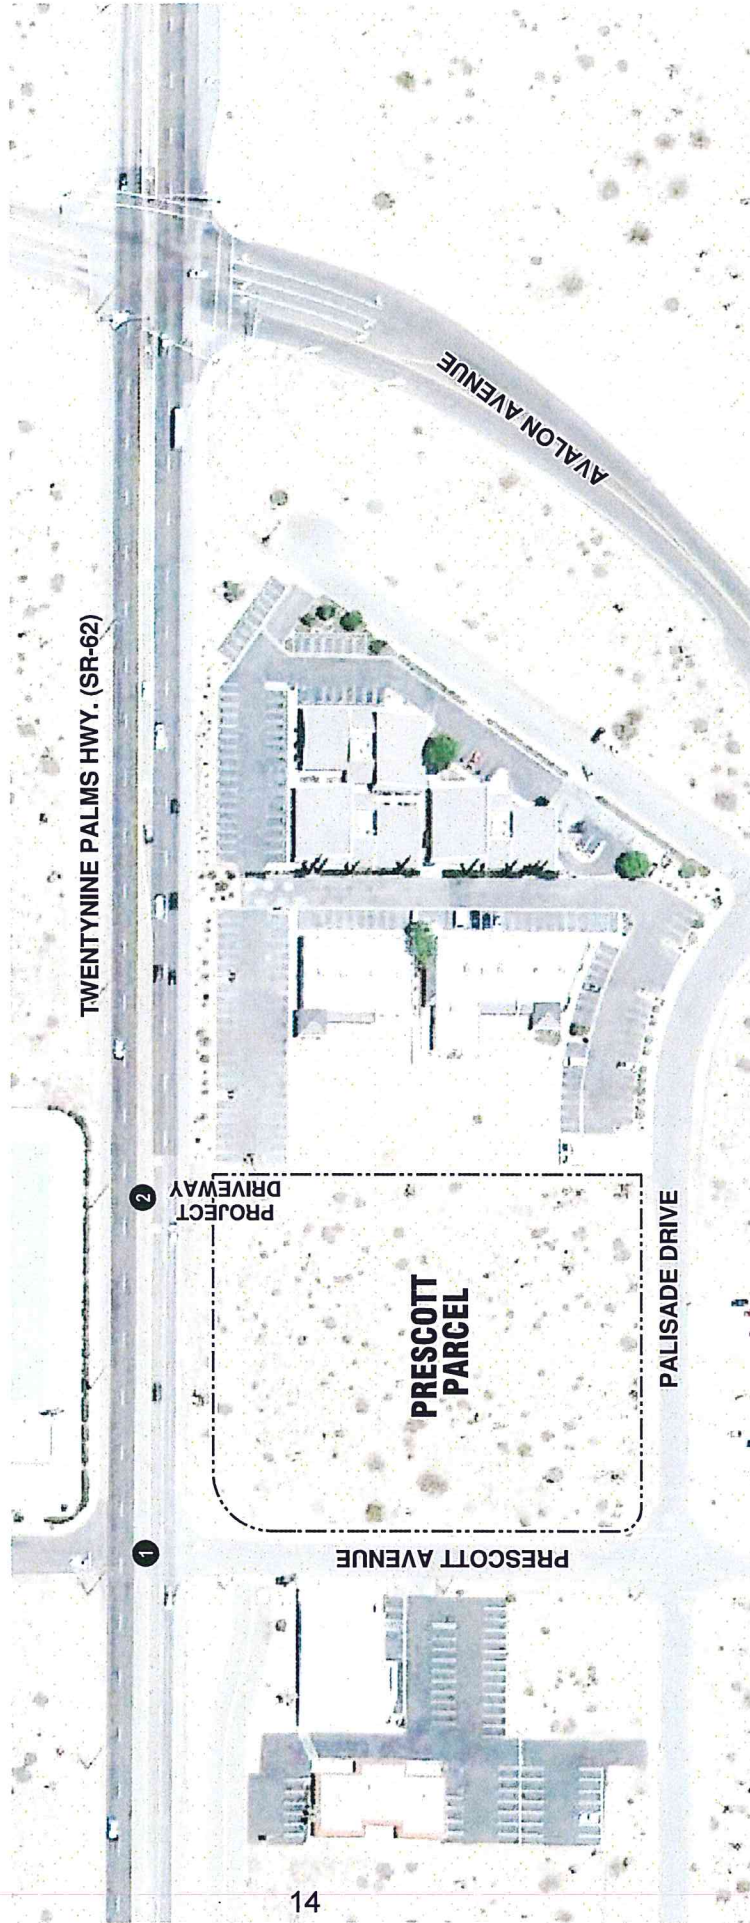 TWENTYNINE PALMS HWY. (SR-62)
AVALON AVENUE
2
PROJECT
DRIVEWAY
PRESCOTT
PARCEL
PALISADE DRIVE
1
PRESCOTT AVENUE
14